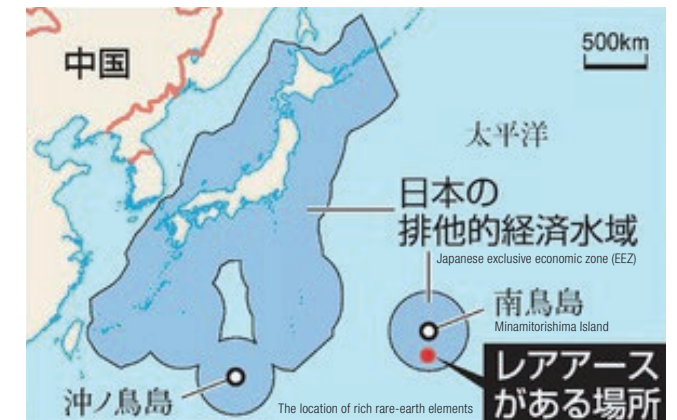 中国
500km
太平洋
日本の
排他的経済水域
Japanese exclusive economic zone (EEZ)
南鳥島
Minamitorishima Island
レアアース
がある場所
沖ノ鳥島
The location of rich rare-earth elements